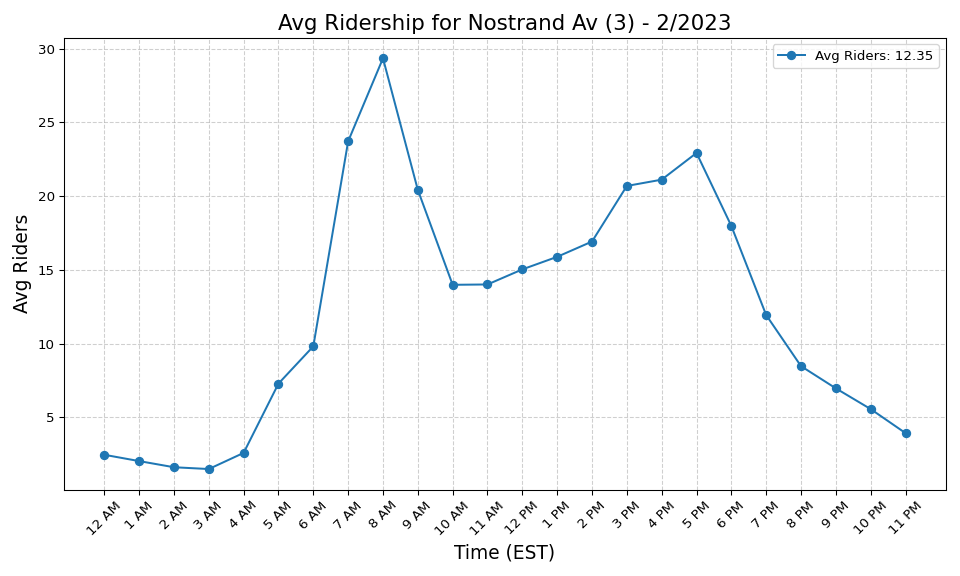 Avg Ridership for Nostrand Av (3) - 2/2023
Avg Riders: 12.35
Avg Riders
30
25
20
15
10
5
12 AM
1 AM
2 AM
3 AM
4 AM
5 AM
6 AM
7 AM
8 AM
9 AM
10 AM
11 AM
12 PM
1 PM
2 PM
3 PM
4 PM
5 PM
6 PM
7 PM
8 PM
9 PM
10 PM
11 PM
Time (EST)